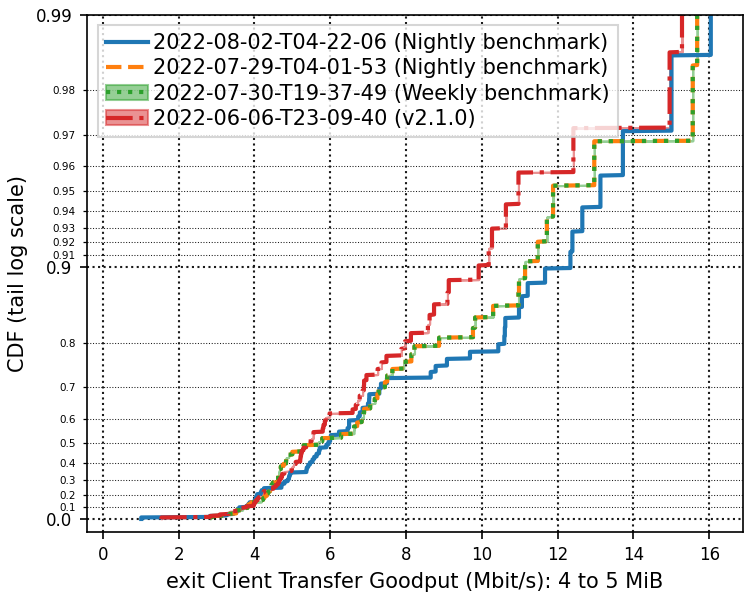 0.99
2022-08-02-T04-22-06 (Nightly benchmark)
2022-07-29-T04-01-53 (Nightly benchmark)
2022-07-30-T19-37-49 (Weekly benchmark)
2022-06-06-T23-09-40 (v2.1.0)
0.98
0.97
0.96
0.95
0.94
0.93
0.92
0.91
0.9
0.8
0.7
0.6
0.5
0.4
0.3
0.2
0.1
0.0
CDF (tail log scale)
0 2 4 6 8 10 12 14 16
exit Client Transfer Goodput (Mbit/s): 4 to 5 MiB